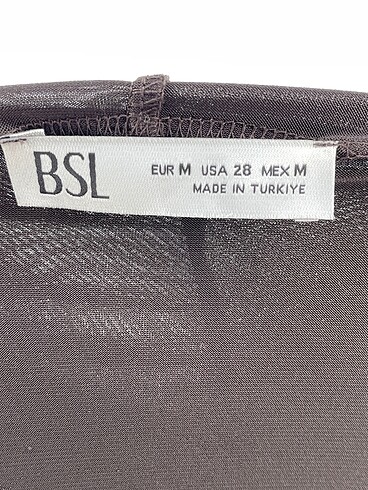 BSL
EUR M USA 28 MEX M
MADE IN TURKIYE